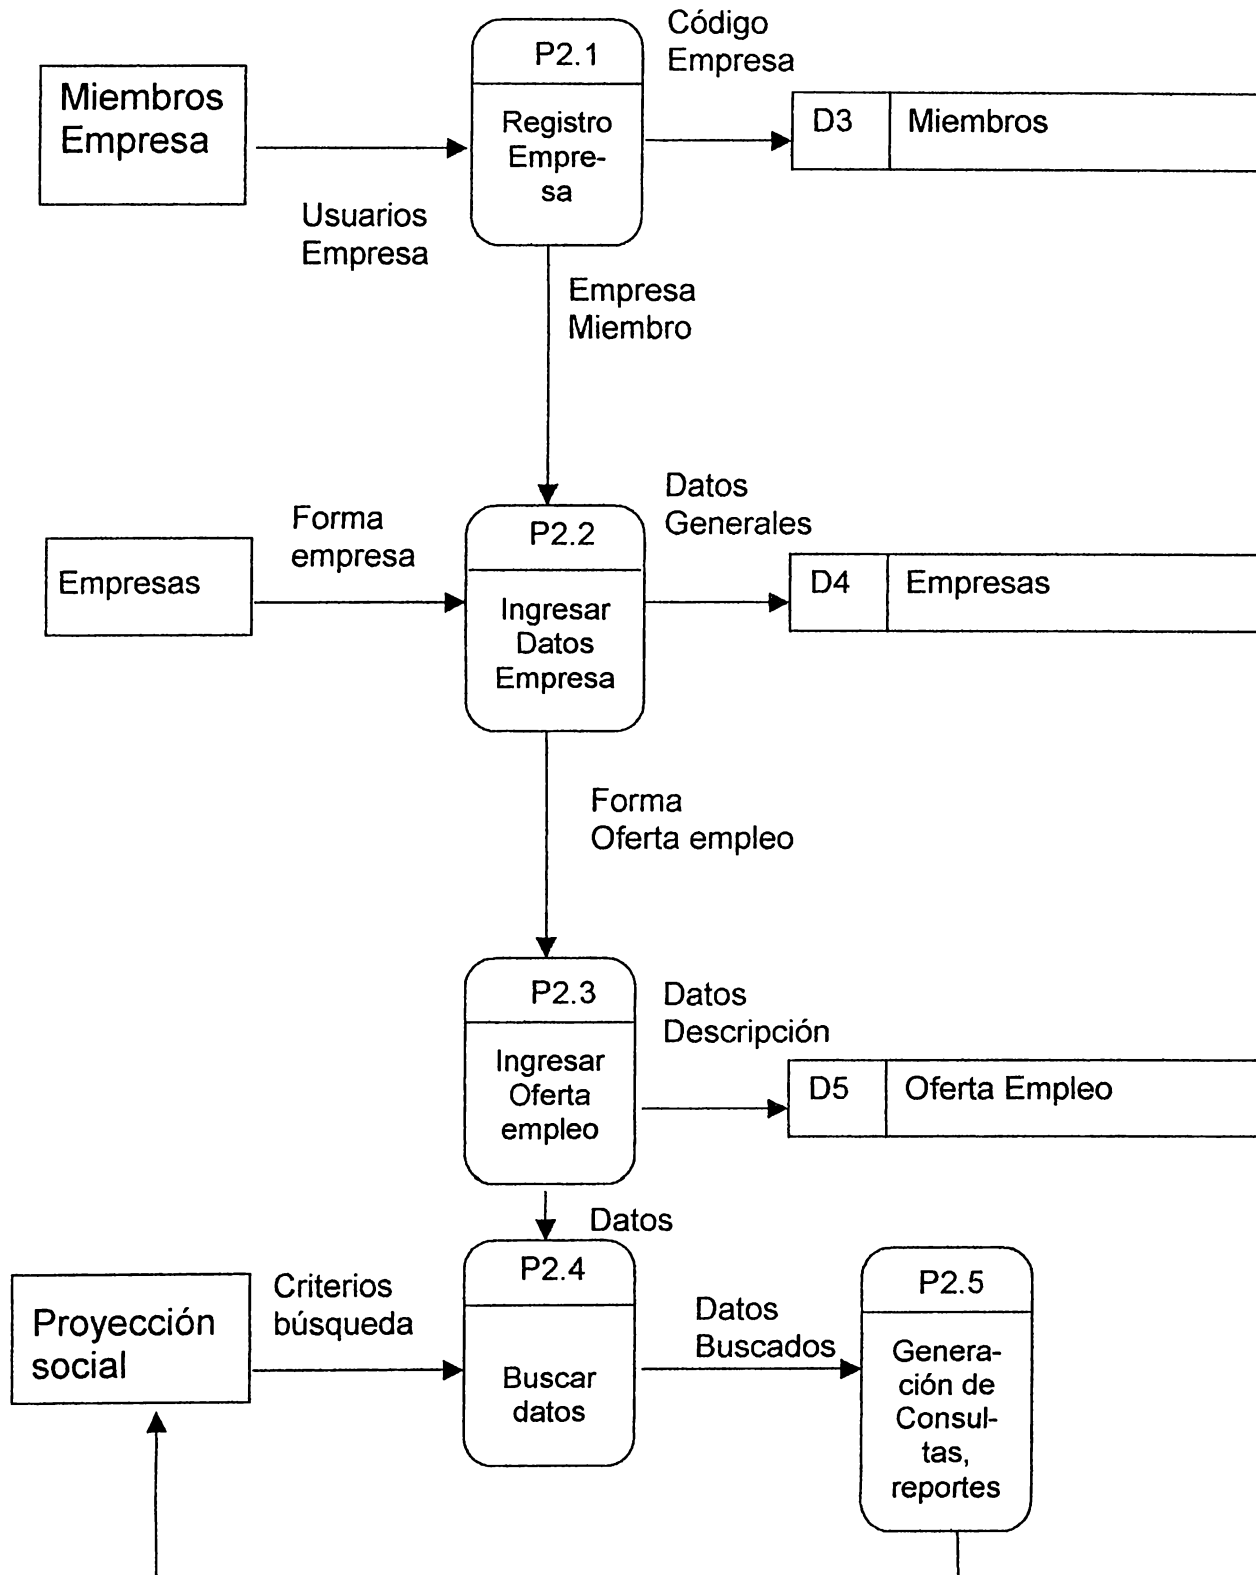 P2.1
Código
Empresa
Miembros
Empresa
Registro
Empre-
sa
D3
Miembros
Usuarios
Empresa
Empresa
Miembro
Forma
empresa
P2.2
Datos
Generales
Empresas
Ingresar
Datos
Empresa
D4
Empresas
Forma
Oferta empleo
P2.3
Datos
Descripción
Ingresar
Oferta
empleo
D5
Oferta Empleo
Datos
P2.4
Proyección
social
Criterios
búsqueda
Buscar
datos
Datos
Buscados
P2.5
Genera-
ción de
Consul-
tas,
reportes